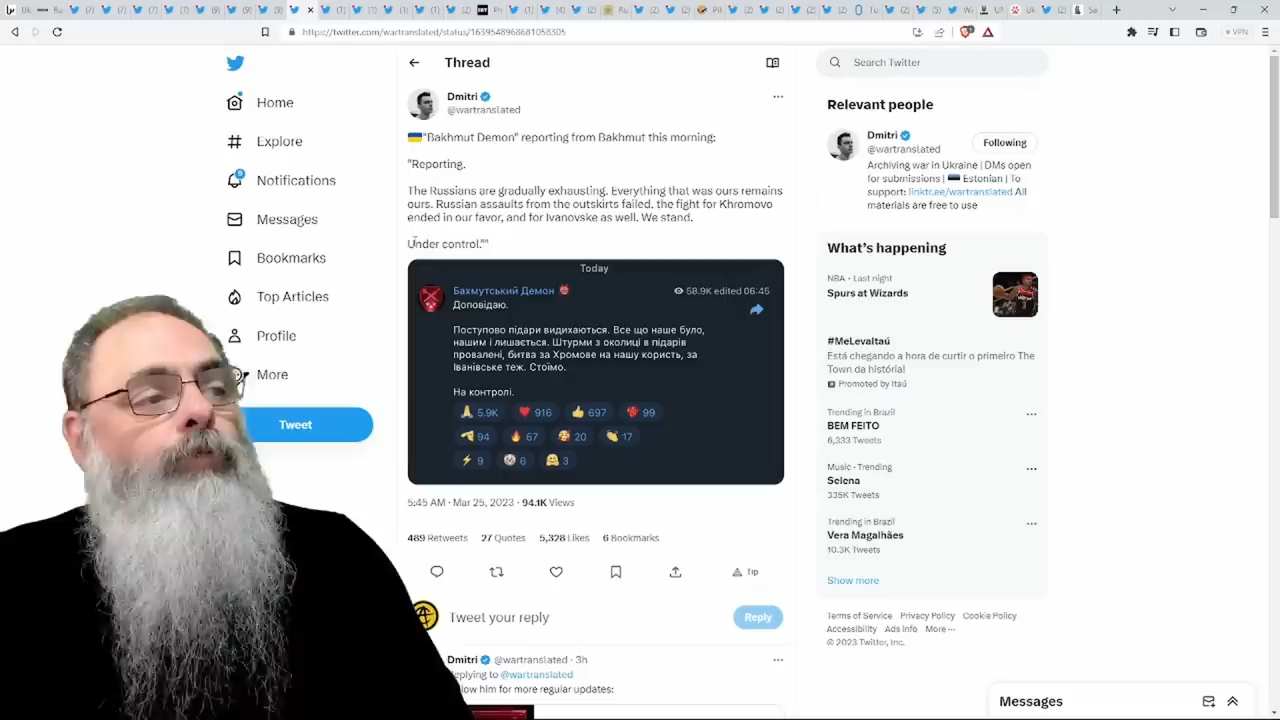 https://twitter.com/wartranslated/status/1639548968681058305
VPN
Home
Explore
9
Notifications
Messages
Bookmarks
Top Articles
Profile
More
Tweet
Thread
Dmitri
@wartranslated
"Bakhmut Demon" reporting from Bakhmut this morning:
"Reporting.
The Russians are gradually exhausting. Everything that was ours remains
ours. Russian assaults from the outskirts failed, the fight for Khromovo
ended in our favor, and for Ivanovske as well. We stand.
Under control.""
Today
Бахмутський Демон
58.9K edited 06:45
Доповідаю.
Поступово підари видихаються. Все що наше було,
нашим і лишається. Штурми з околиці в підарів
провалені, битва за Хромове на нашу користь, за
Іванівське теж. Стоїмо.
На контролі.
5.9K 916 697 99
94 67 20 17
9 6 3
5:45 AM · Mar 25, 2023 · 94.1K Views
489 Retweets 27 Quotes 5,328 Likes 6 Bookmarks
Tip
Tweet your reply
Reply
Dmitri @wartranslated · 3h
eplying to @wartranslated
low him for more regular updates:
Search Twitter
Relevant people
Dmitri
@wartranslated
Following
Archiving war in Ukraine | DMs open
for submissions | Estonian | To
support: linktr.ee/wartranslated All
materials are free to use
What's happening
NBA · Last night
Spurs at Wizards
#MeLevaItaú
Está chegando a hora de curtir o primeiro The
Town da história!
Promoted by Itaú
Trending in Brazil
BEM FEITO
6,333 Tweets
Music · Trending
Selena
335K Tweets
Trending in Brazil
Vera Magalhães
10.3K Tweets
Show more
Terms of Service Privacy Policy Cookie Policy
Accessibility Ads info More
© 2023 Twitter, Inc.
Messages